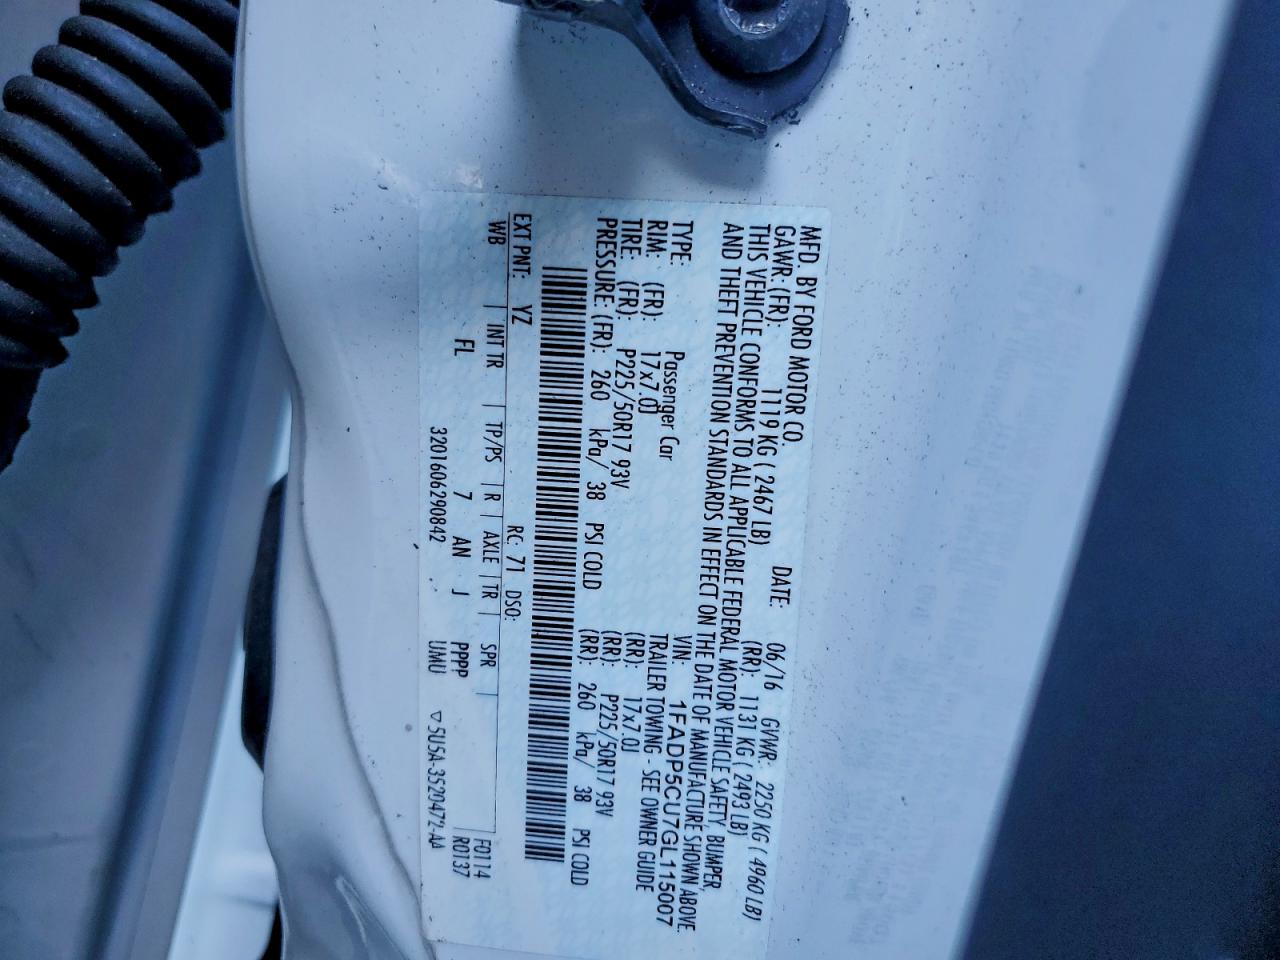 MFD. BY FORD MOTOR CO.
DATE: 06/16 GVWR: 2250 KG ( 4960 LB)
GAWR: (FR): 1119 KG ( 2467 LB) (RR): 1131 KG ( 2493 LB)
THIS VEHICLE CONFORMS TO ALL APPLICABLE FEDERAL MOTOR VEHICLE SAFETY, BUMPER,
AND THEFT PREVENTION STANDARDS IN EFFECT ON THE DATE OF MANUFACTURE SHOWN ABOVE.
VIN: 1FADP5CU7GL115007
TYPE: Passenger Car TRAILER TOWING - SEE OWNER GUIDE
RIM: (FR): 17x7.0J (RR): 17x7.0J
TIRE: (FR): P225/50R17 93V (RR): P225/50R17 93V
PRESSURE: (FR): 260 kPa/ 38 PSI COLD (RR): 260 kPa/ 38 PSI COLD
EXT PNT: YZ RC: 71 DSO: F0114
WB | INT TR | TP/PS | R | AXLE | TR | SPR | R0137
FL 7 AN J PPPP
3201606290842 UMU ▽5U5A-3520472-AA